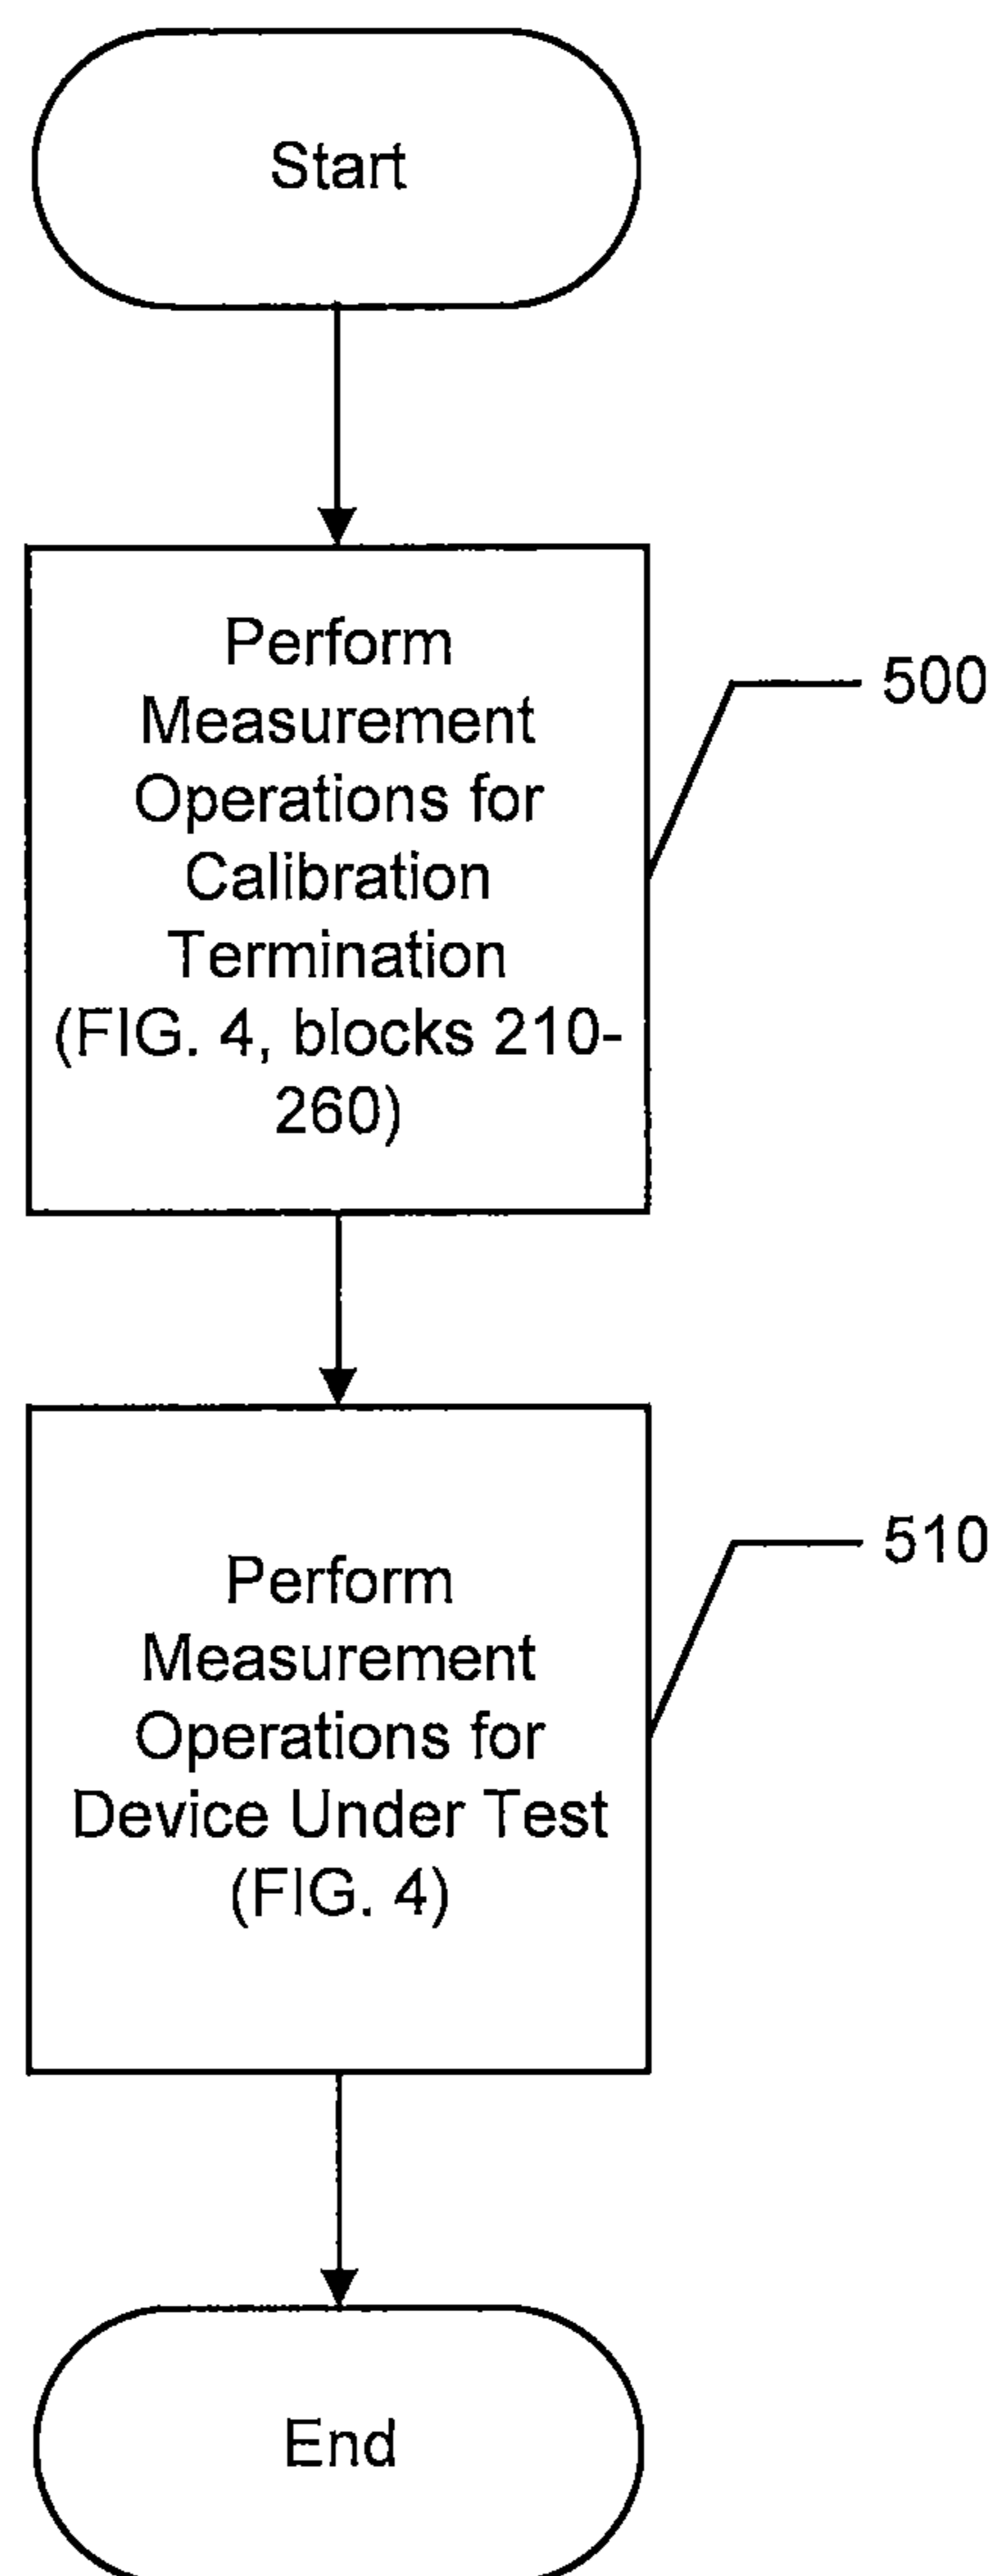 Start
Perform
Measurement
Operations for
Calibration
Termination
(FIG. 4, blocks 210-
260)
500
Perform
Measurement
Operations for
Device Under Test
(FIG. 4)
510
End